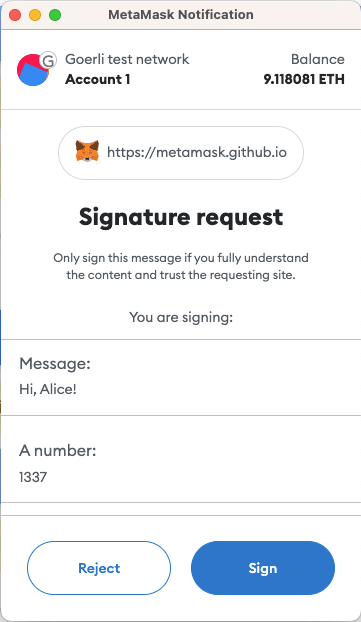 MetaMask Notification
G
Goerli test network
Balance
Account 1
9.118081 ETH
https://metamask.github.io
Signature request
Only sign this message if you fully understand
the content and trust the requesting site.
You are signing:
Message:
Hi, Alice!
A number:
1337
Reject
Sign